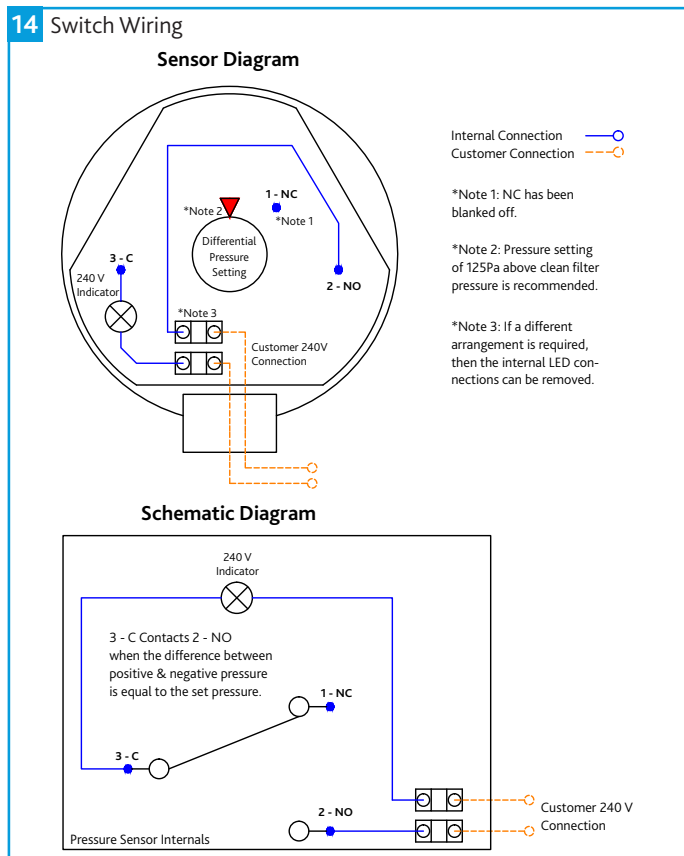 14 Switch Wiring
Sensor Diagram
Internal Connection
Customer Connection
*Note 1: NC has been
blanked off.
*Note 2: Pressure setting
of 125Pa above clean filter
pressure is recommended.
*Note 3: If a different
arrangement is required,
then the internal LED con-
nections can be removed.
1 - NC
*Note 2
*Note 1
Differential
Pressure
Setting
3 - C
2 - NO
240 V
Indicator
*Note 3
Customer 240V
Connection
Schematic Diagram
240 V
Indicator
3 - C Contacts 2 - NO
when the difference between
positive & negative pressure
is equal to the set pressure.
1 - NC
3 - C
2 - NO
Customer 240 V
Connection
Pressure Sensor Internals